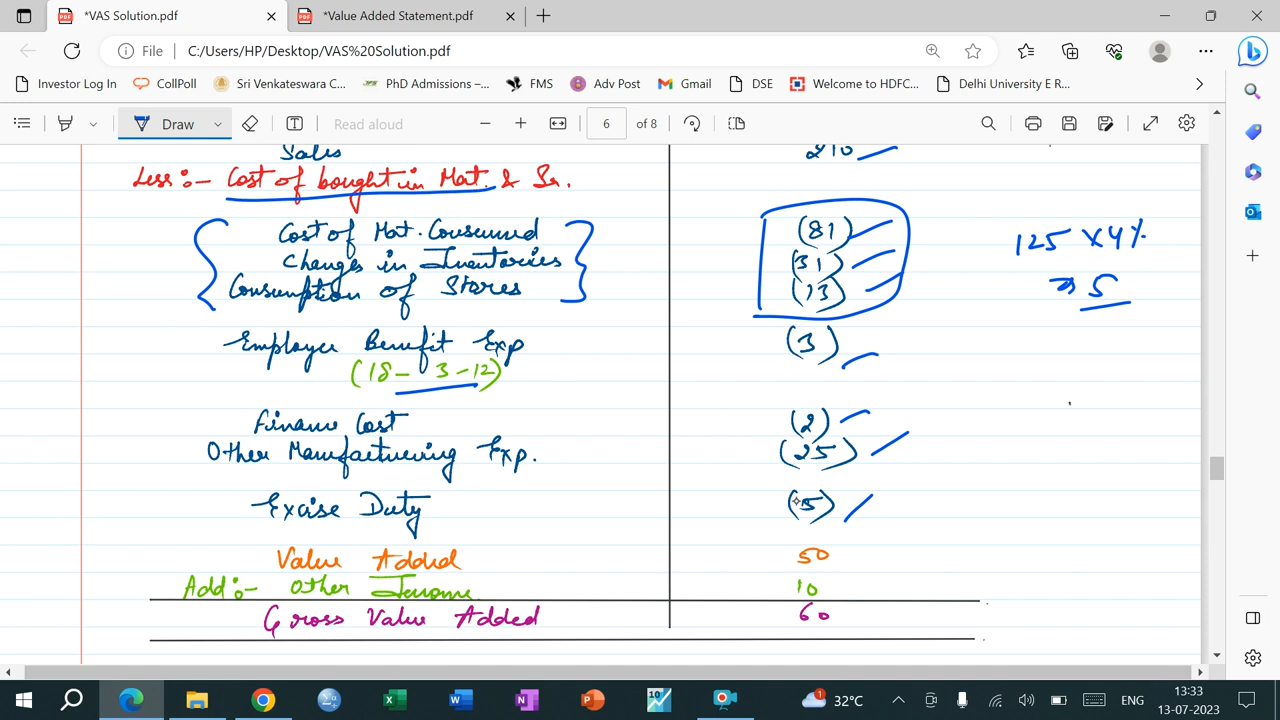 *VAS Solution.pdf
*Value Added Statement.pdf
File C:/Users/HP/Desktop/VAS%20Solution.pdf
Investor Log In CollPoll Sri Venkateswara C... PhD Admissions –... FMS Adv Post Gmail DSE Welcome to HDFC... Delhi University E R...
Draw Read aloud 6 of 8
Sales 210
Less :- Cost of bought in Mat. & Sr.
Cost of Mat. Consumed (81)
Changes in Inventories (31)
Consumption of Stores (13)
125 x 4%
5
Employee Benefit Exp (3)
(18 - 3 - 12)
Finance Cost (2)
Other Manufacturing Exp. (25)
Excise Duty (5)
Value Added 50
Add :- Other Income 10
Gross Value Added 60
1
32°C
ENG
13:33
13-07-2023